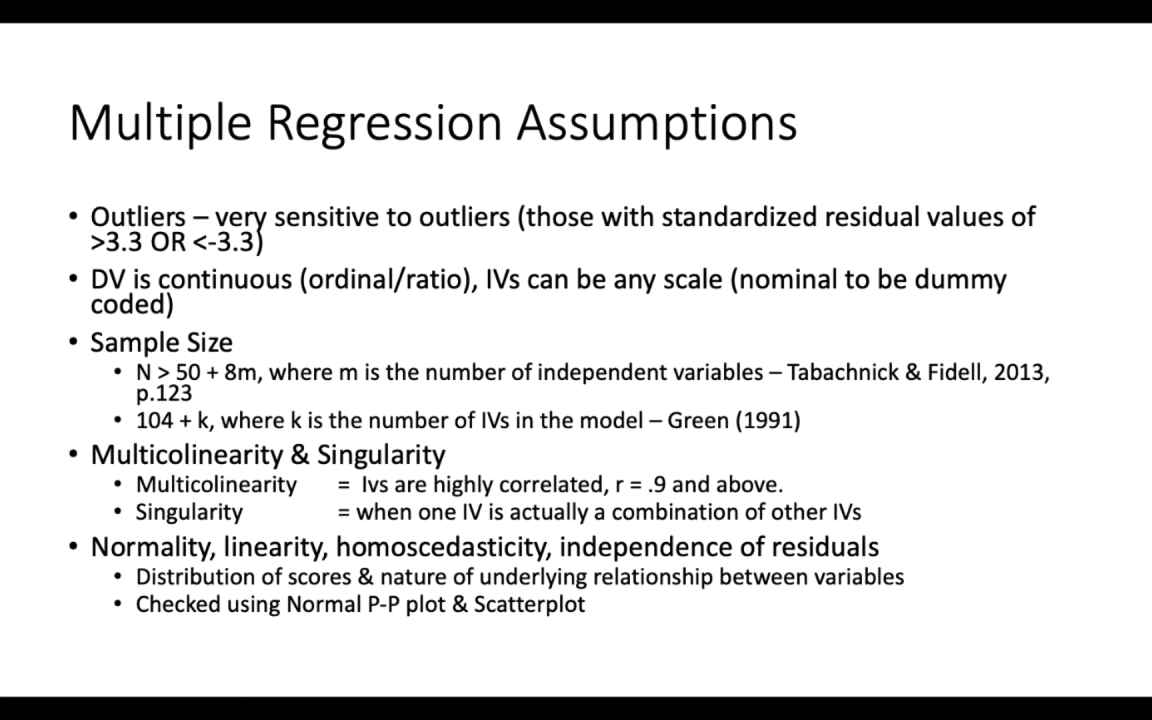 Multiple Regression Assumptions
• Outliers – very sensitive to outliers (those with standardized residual values of
>3.3 OR <-3.3)
• DV is continuous (ordinal/ratio), IVs can be any scale (nominal to be dummy
coded)
• Sample Size
• N > 50 + 8m, where m is the number of independent variables – Tabachnick & Fidell, 2013,
p.123
• 104 + k, where k is the number of IVs in the model – Green (1991)
• Multicolinearity & Singularity
• Multicolinearity = Ivs are highly correlated, r = .9 and above.
• Singularity = when one IV is actually a combination of other IVs
• Normality, linearity, homoscedasticity, independence of residuals
• Distribution of scores & nature of underlying relationship between variables
• Checked using Normal P-P plot & Scatterplot